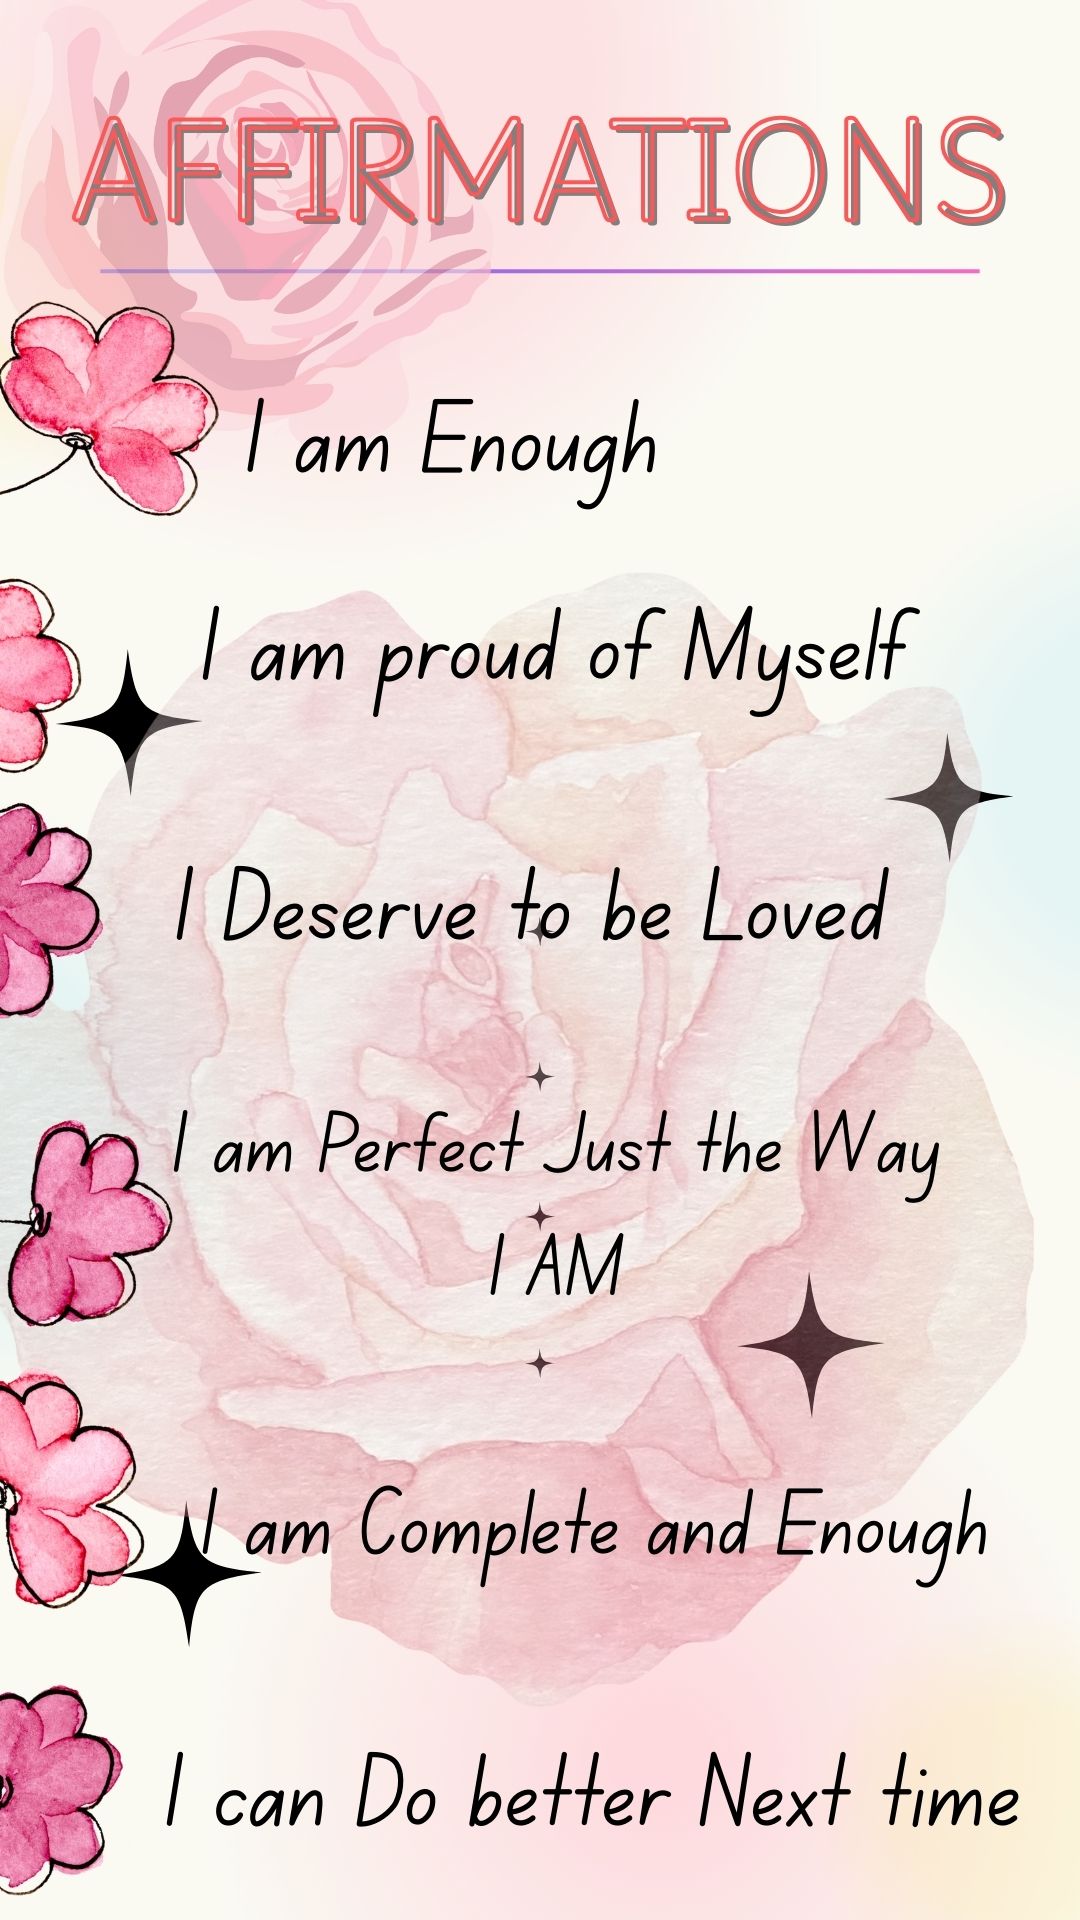 AFFIRMATIONS
I am Enough
I am proud of Myself
I Deserve to be Loved
I am Perfect Just the Way
I AM
I am Complete and Enough
I can Do better Next time